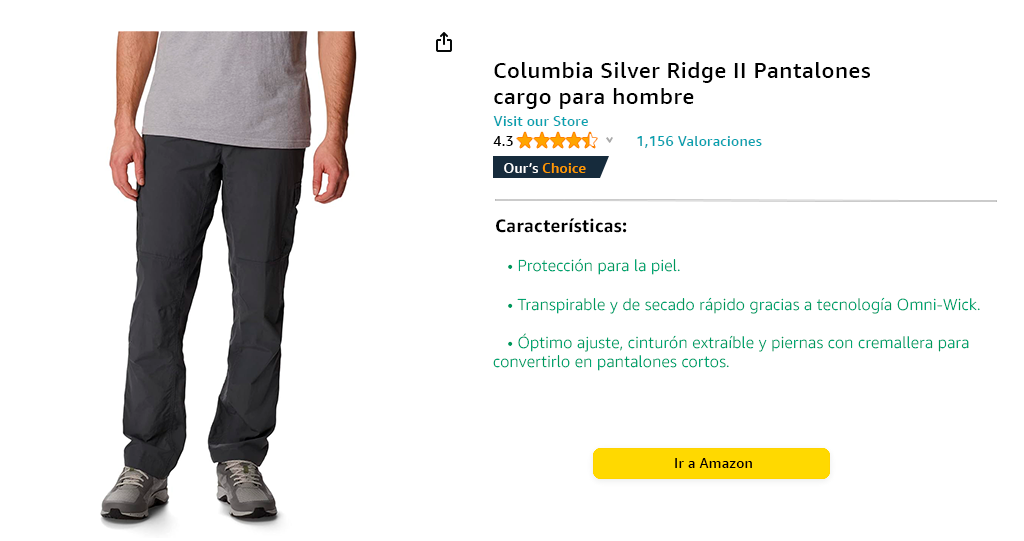 Columbia Silver Ridge II Pantalones
cargo para hombre
Visit our Store
4.3
1,156 Valoraciones
Our's Choice
Características:
• Protección para la piel.
• Transpirable y de secado rápido gracias a tecnología Omni-Wick.
• Óptimo ajuste, cinturón extraíble y piernas con cremallera para
convertirlo en pantalones cortos.
Ir a Amazon